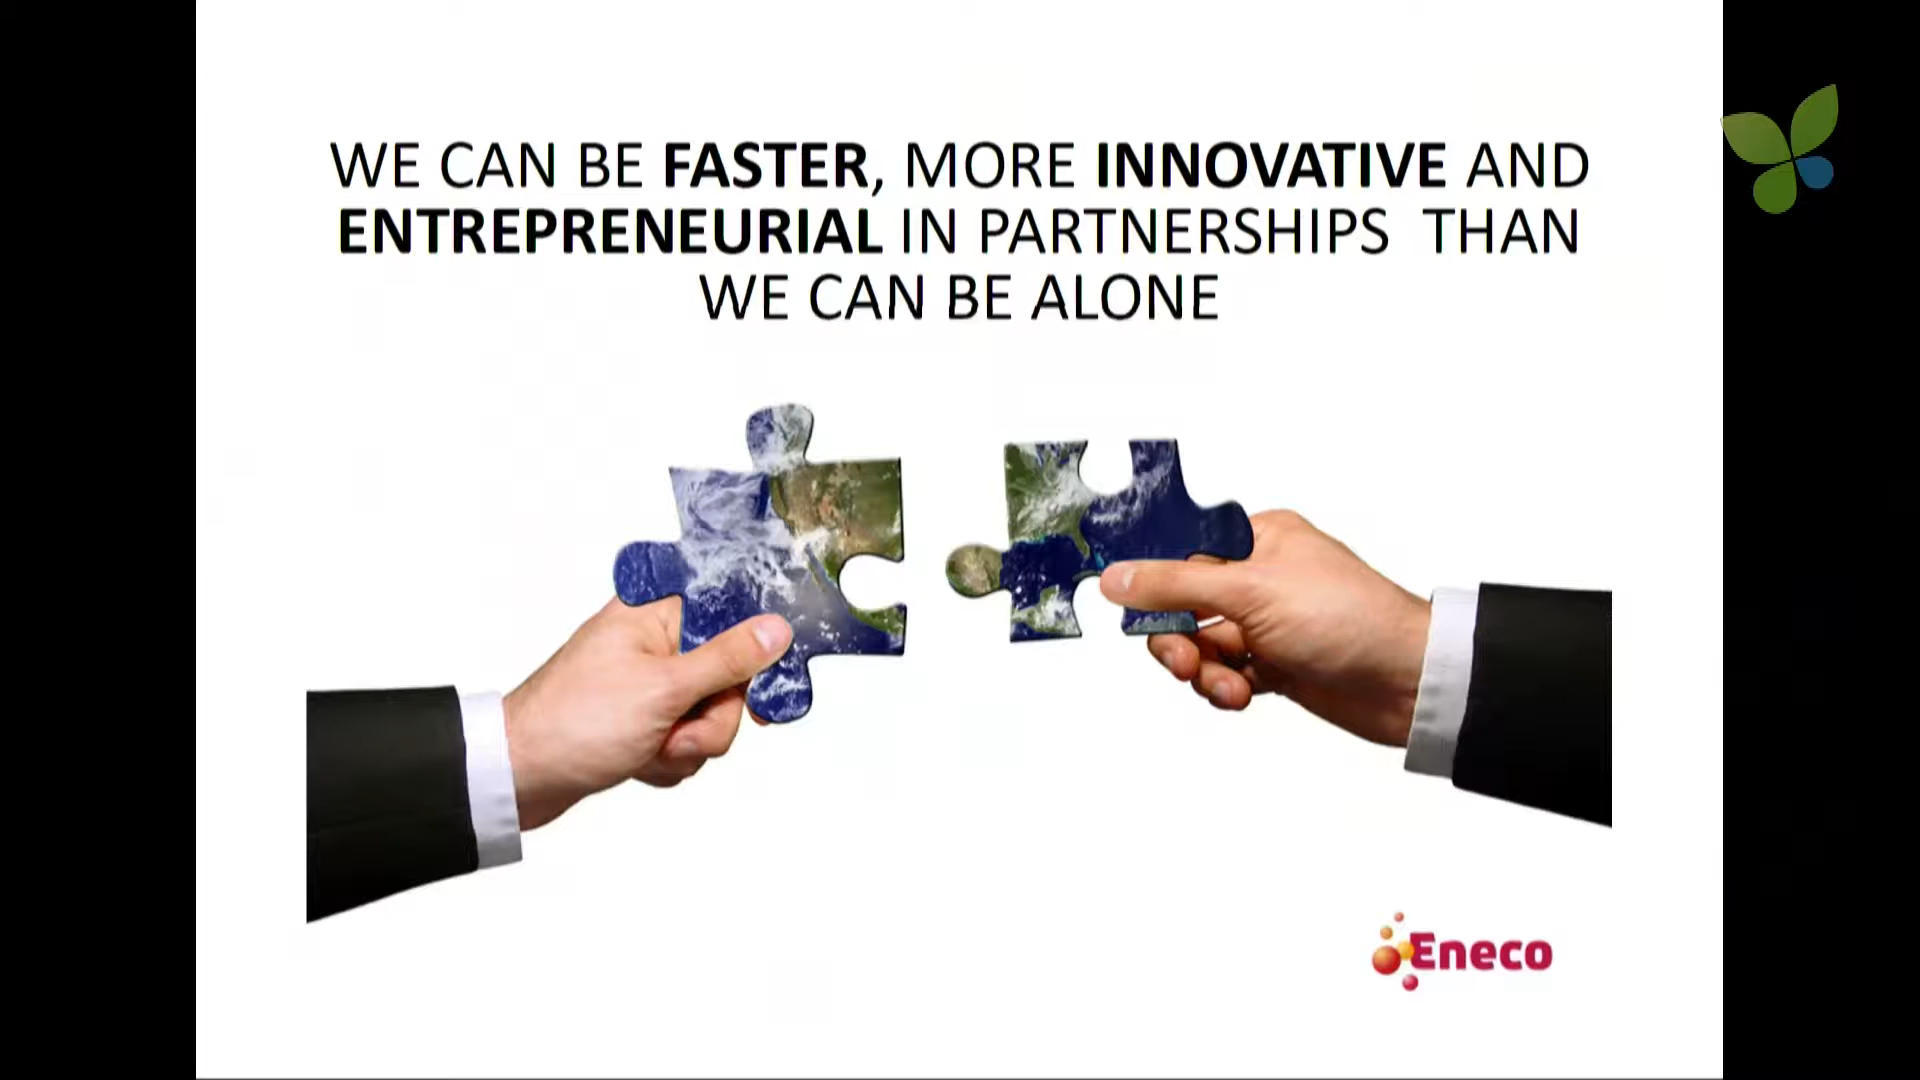 WE CAN BE FASTER, MORE INNOVATIVE AND
ENTREPRENEURIAL IN PARTNERSHIPS THAN
WE CAN BE ALONE
Eneco